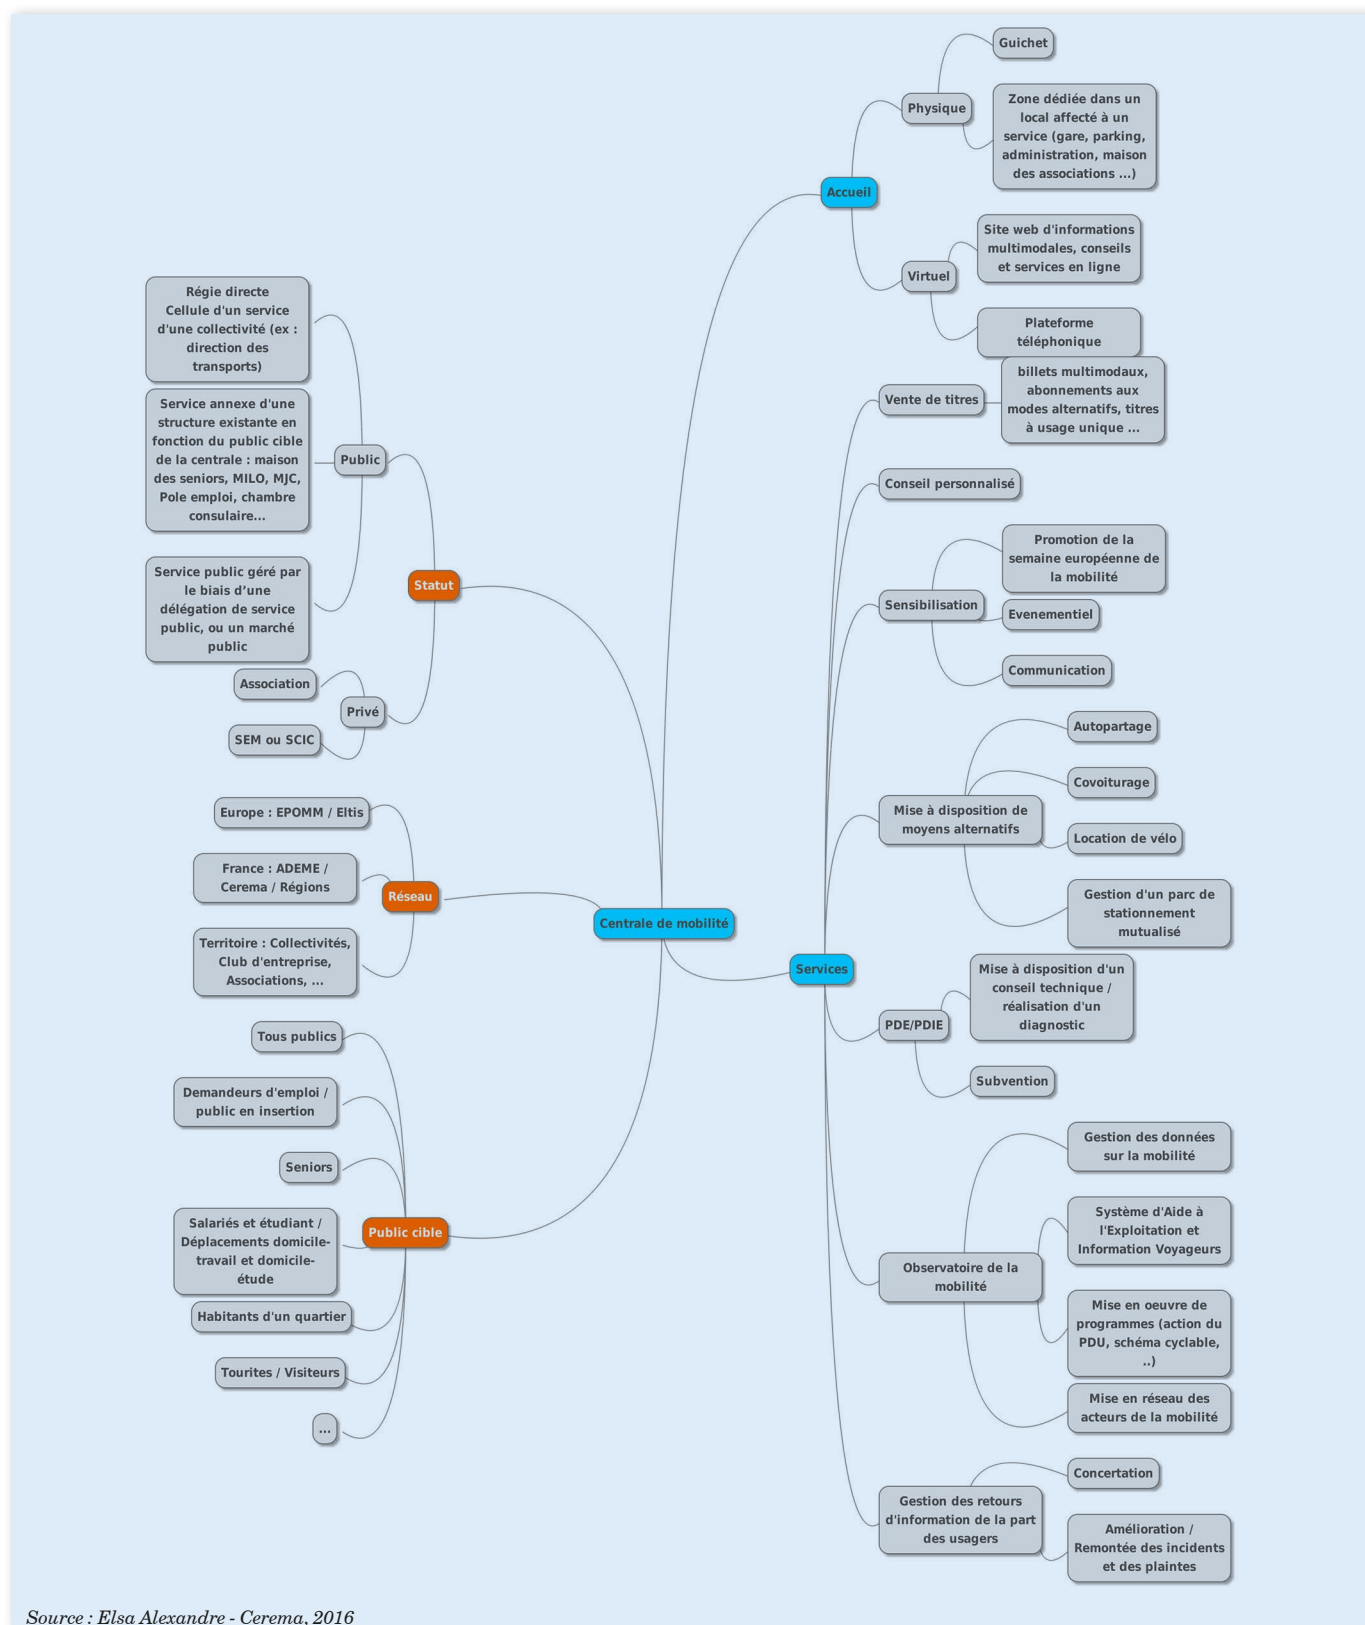 Guichet
Physique
Zone dédiée dans un
local affecté à un
service (gare, parking,
administration, maison
des associations ...)
Accueil
Site web d'informations
multimodales, conseils
et services en ligne
Virtuel
Plateforme
téléphonique
Régie directe
Cellule d'un service
d'une collectivité (ex :
direction des
transports)
Service annexe d'une
structure existante en
fonction du public cible
de la centrale : maison
des seniors, MILO, MJC,
Pole emploi, chambre
consulaire...
Public
Service public géré par
le biais d’une
délégation de service
public, ou un marché
public
Statut
Association
Privé
SEM ou SCIC
Europe : EPOMM / Eltis
France : ADEME /
Cerema / Régions
Réseau
Territoire : Collectivités,
Club d'entreprise,
Associations, ...
Centrale de mobilité
Tous publics
Demandeurs d'emploi /
public en insertion
Seniors
Salariés et étudiant /
Déplacements domicile-
travail et domicile-
étude
Public cible
Habitants d'un quartier
Tourites / Visiteurs
...
Vente de titres
billets multimodaux,
abonnements aux
modes alternatifs, titres
à usage unique ...
Conseil personnalisé
Promotion de la
semaine européenne de
la mobilité
Sensibilisation
Evenementiel
Communication
Autopartage
Covoiturage
Mise à disposition de
moyens alternatifs
Location de vélo
Gestion d'un parc de
stationnement
mutualisé
Services
Mise à disposition d'un
conseil technique /
réalisation d'un
diagnostic
PDE/PDIE
Subvention
Gestion des données
sur la mobilité
Système d'Aide à
l'Exploitation et
Information Voyageurs
Observatoire de la
mobilité
Mise en oeuvre de
programmes (action du
PDU, schéma cyclable,
..)
Mise en réseau des
acteurs de la mobilité
Concertation
Gestion des retours
d'information de la part
des usagers
Amélioration /
Remontée des incidents
et des plaintes
Source : Elsa Alexandre - Cerema, 2016